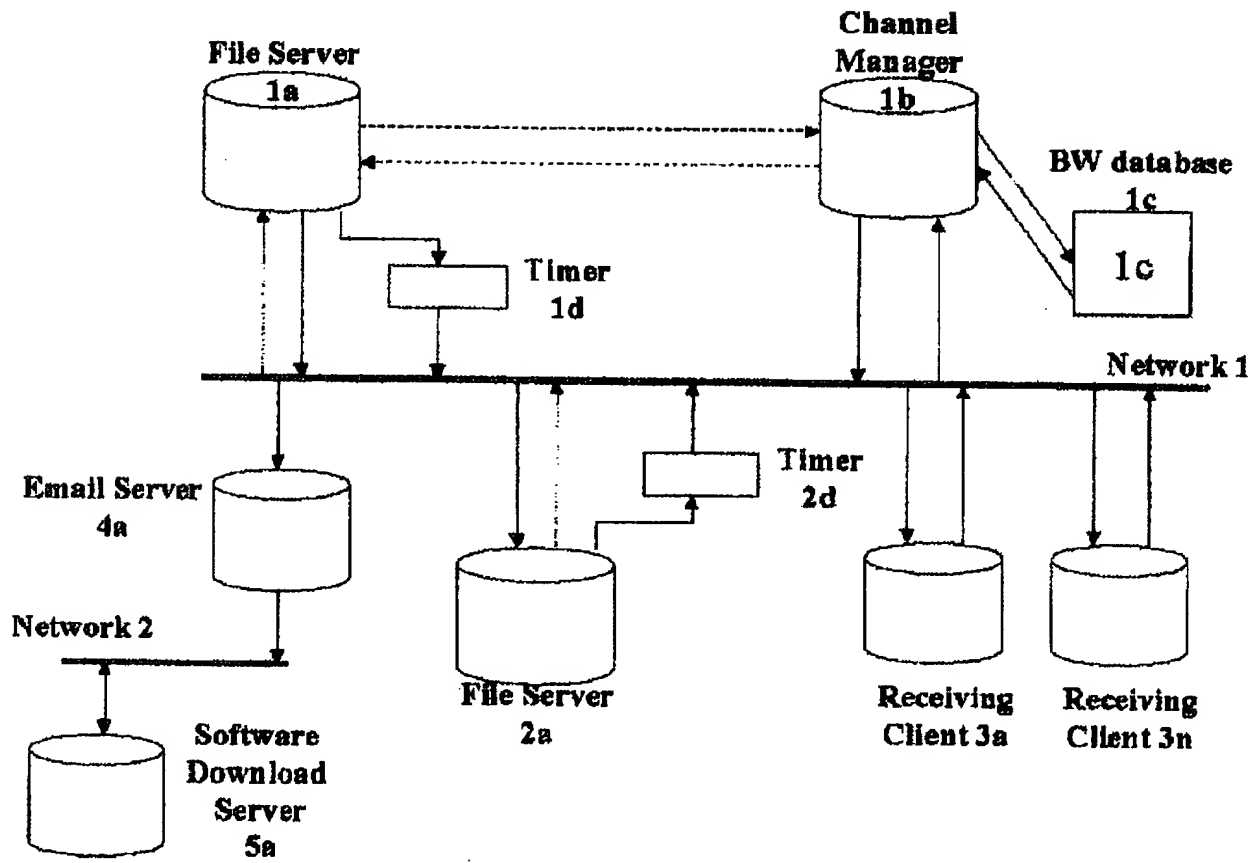 File Server
1a
Channel
Manager
1b
BW database
1c
1c
Timer
1d
Network 1
Email Server
4a
Timer
2d
Network 2
File Server
2a
Receiving
Client 3a
Receiving
Client 3n
Software
Download
Server
5a